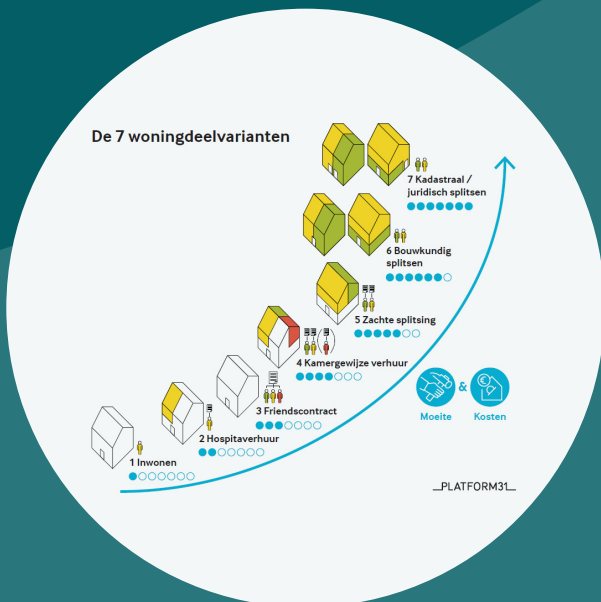 De 7 woningdeelvarianten
7 Kadastraal /
juridisch splitsen
6 Bouwkundig
splitsen
5 Zachte splitsing
4 Kamergewijze verhuur
3 Friendscontract
2 Hospitaverhuur
1 Inwonen
&
€
Moeite
Kosten
_PLATFORM31_